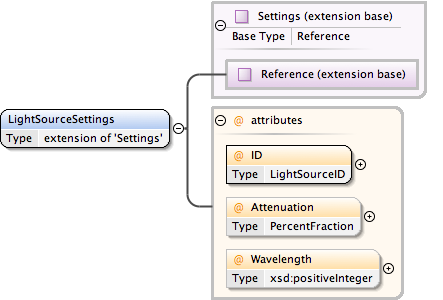 Settings (extension base)
Base Type Reference
Reference (extension base)
LightSourceSettings
Type extension of 'Settings'
@ attributes
@ ID
Type LightSourceID
@ Attenuation
Type PercentFraction
@ Wavelength
Type xsd:positiveInteger